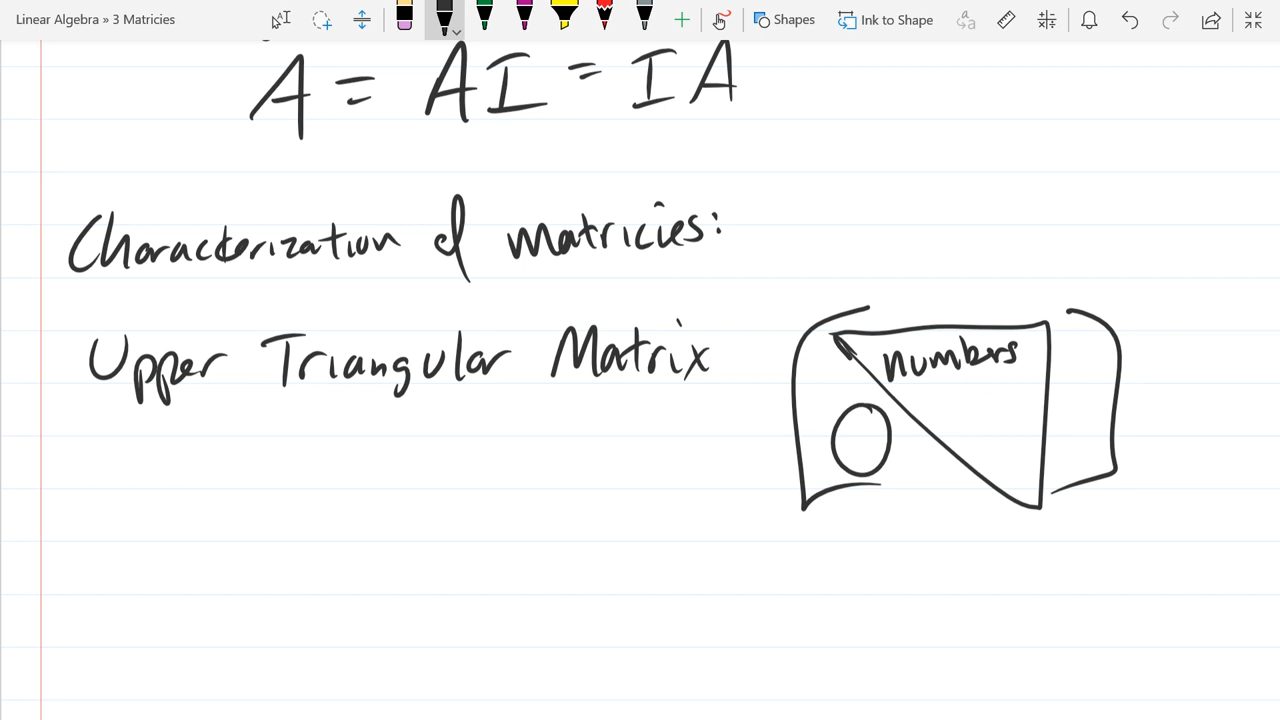 Linear Algebra » 3 Matricies
Shapes
Ink to Shape
A = AI = IA
Characterization of matricies:
Upper Triangular Matrix
numbers
0